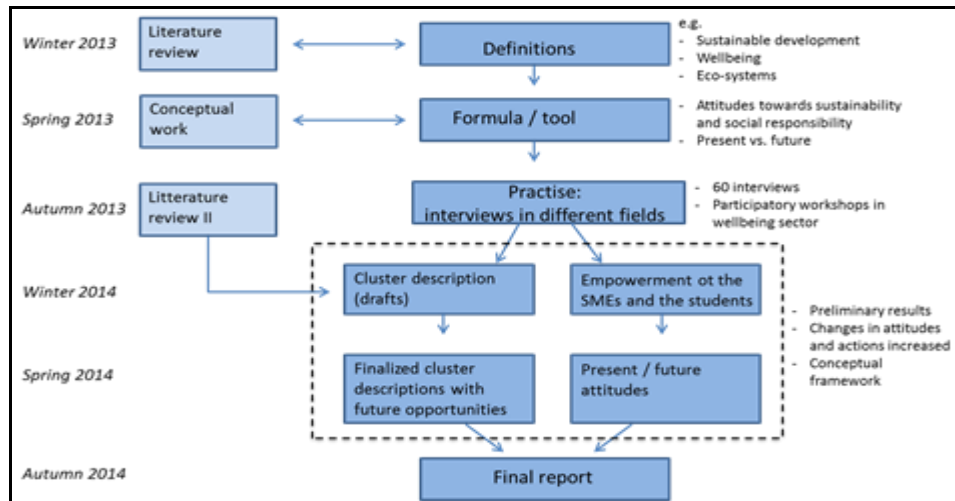 Winter 2013
Literature
review
Definitions
e.g.
- Sustainable development
- Wellbeing
- Eco-systems
Spring 2013
Conceptual
work
Formula / tool
- Attitudes towards sustainability
and social responsibility
- Present vs. future
Autumn 2013
Litterature
review II
Practise:
interviews in different fields
- 60 interviews
- Participatory workshops in
wellbeing sector
Winter 2014
Cluster description
(drafts)
Empowerment ot the
SMEs and the students
- Preliminary results
- Changes in attitudes
and actions increased
- Conceptual
framework
Spring 2014
Finalized cluster
descriptions with
future opportunities
Present / future
attitudes
Autumn 2014
Final report